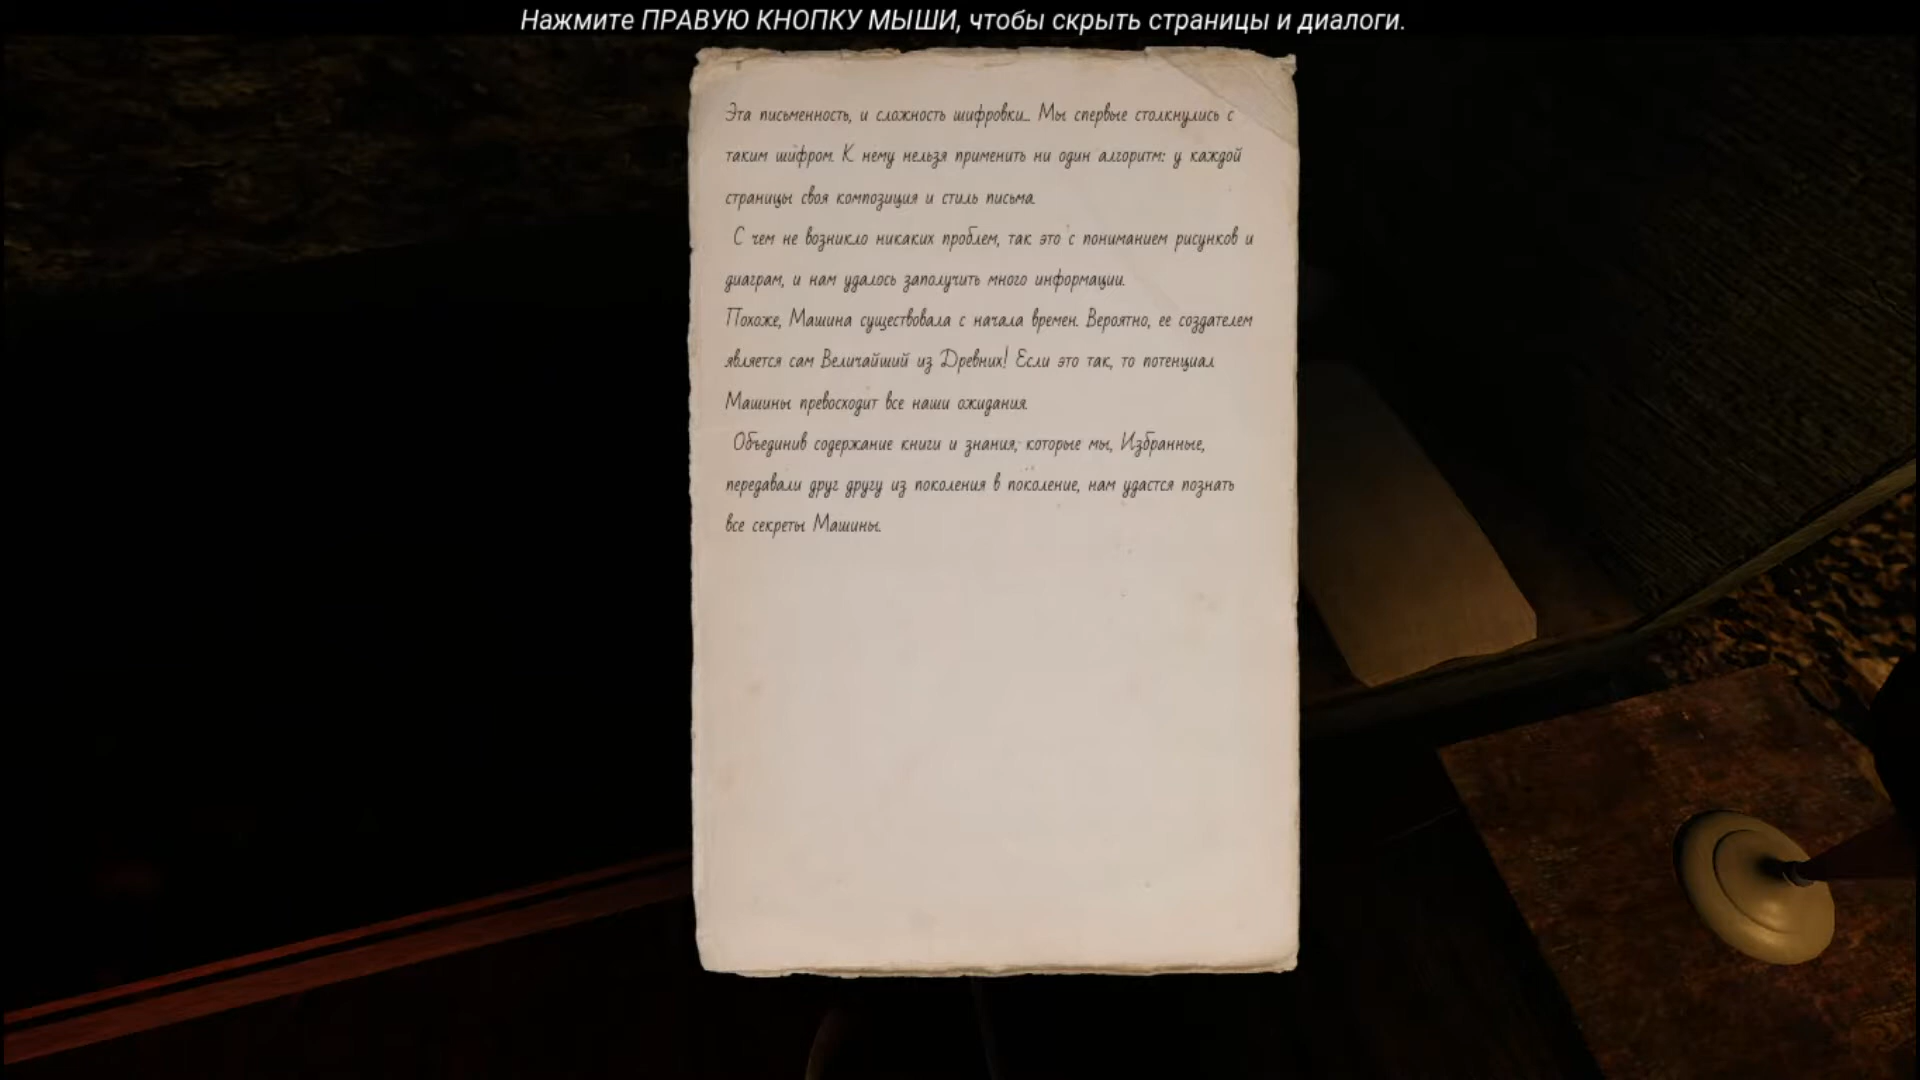 Нажмите ПРАВУЮ КНОПКУ МЫШИ, чтобы скрыть страницы и диалоги.
Эта письменность, и сложность шифровки... Мы спервые столкнулись с
таким шифром. К нему нельзя применить ни один алгоритм: у каждой
страницы своя композиция и стиль письма.
С чем не возникло никаких проблем, так это с пониманием рисунков и
диаграм, и нам удалось заполучить много информации.
Похоже, Машина существовала с начала времен. Вероятно, ее создателем
является сам Величайший из Древних! Если это так, то потенциал
Машины превосходит все наши ожидания.
Объединив содержание книги и знания, которые мы, Избранные,
передавали друг другу из поколения в поколение, нам удастся познать
все секреты Машины.